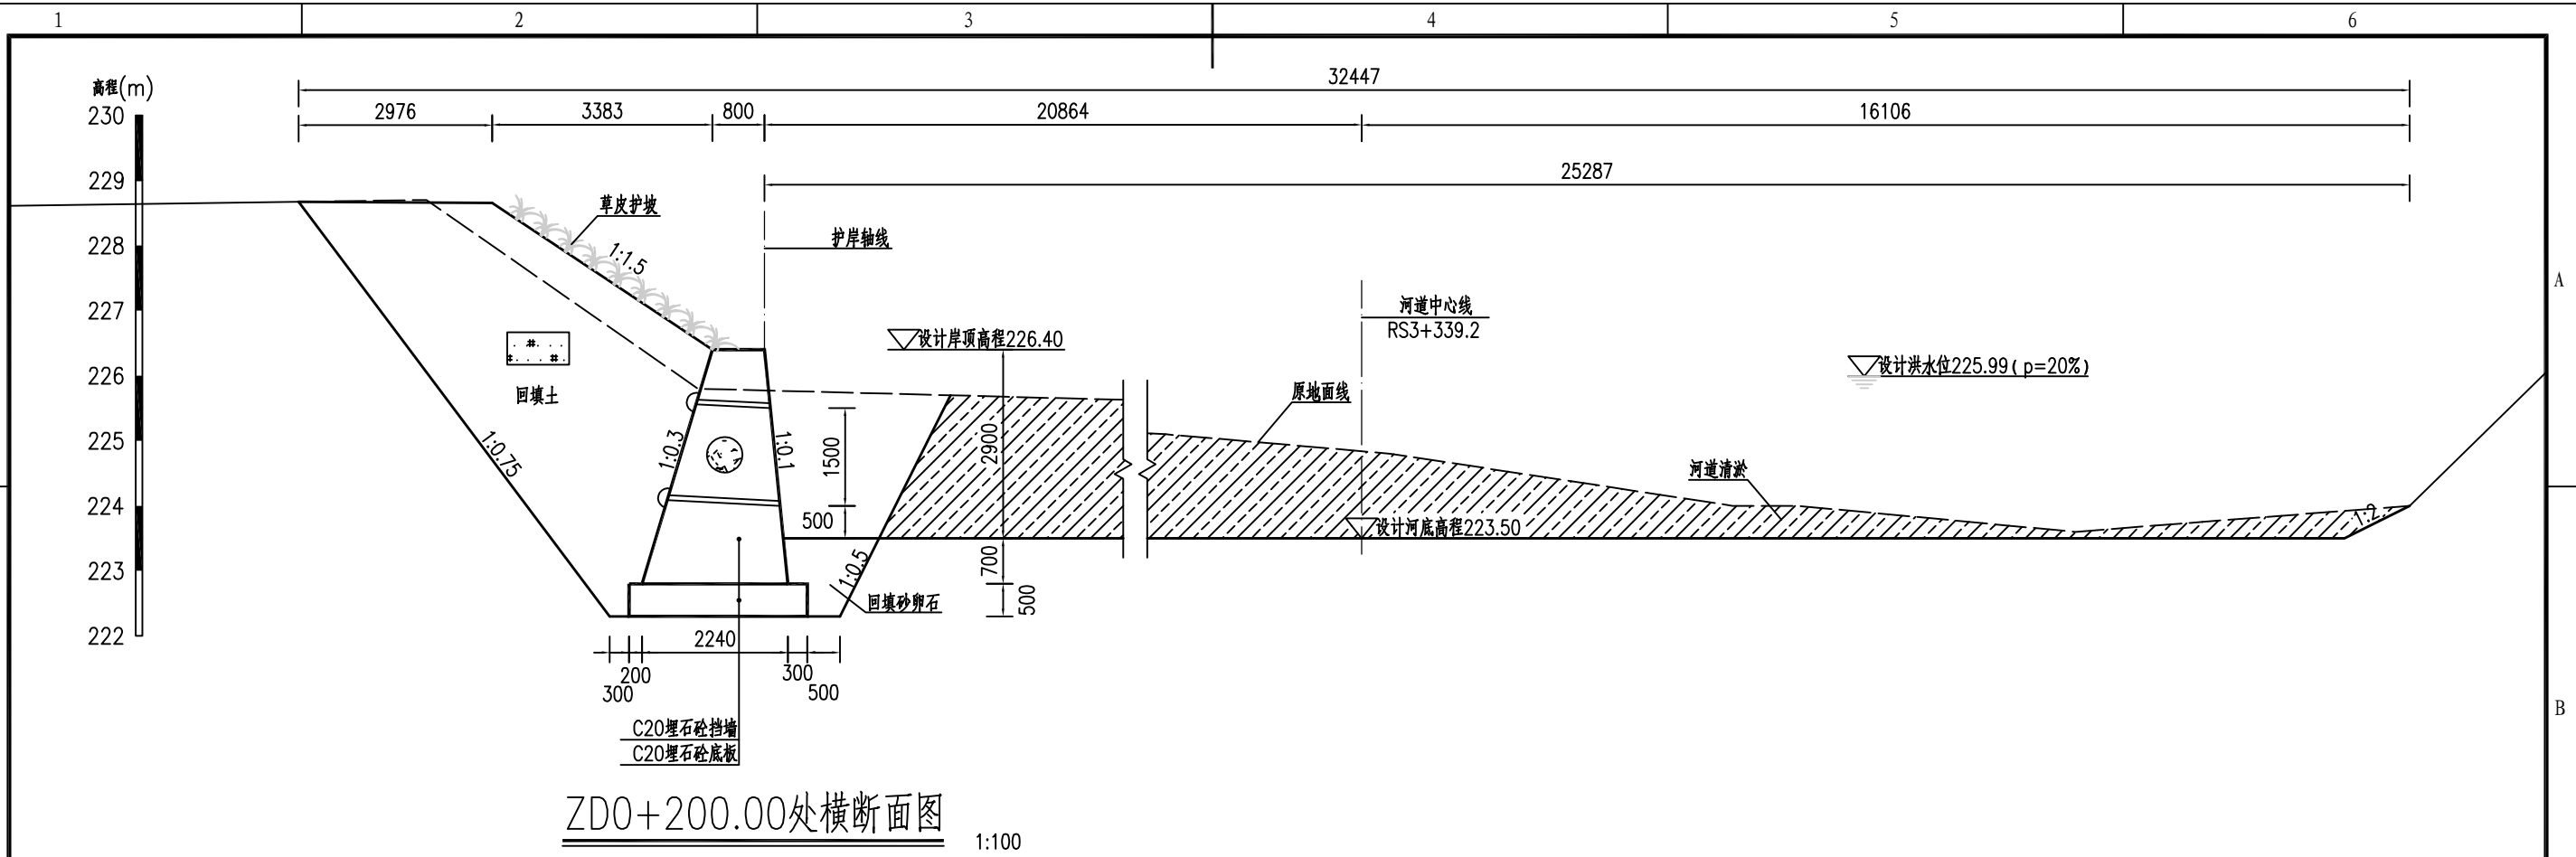 1 2 3 4 5 6
高程(m)
32447
230
2976 3383 800 20864 16106
229
25287
草皮护坡
护岸轴线
228
1:1.5
A
227
河道中心线
RS3+339.2
设计岸顶高程226.40
226
设计洪水位225.99(p=20%)
回填土
原地面线
225
1:0.75
1:0.3
1:0.1
1500
2900
河道清淤
224
500
设计河底高程223.50
1:2
223
700
1:0.5
回填砂卵石
500
222
2240
200
300
300
500
B
C20埋石砼挡墙
C20埋石砼底板
ZD0+200.00处横断面图
1:100